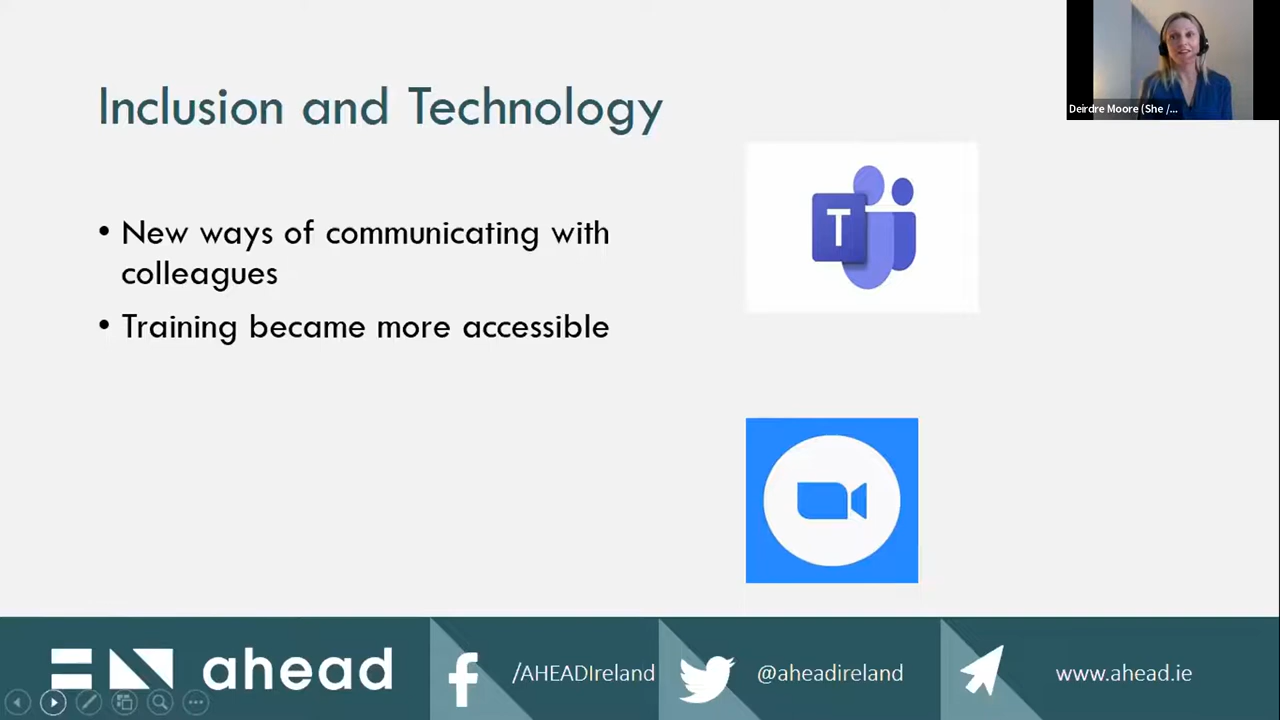 Inclusion and Technology
Deirdre Moore (She /...
• New ways of communicating with
colleagues
• Training became more accessible
T
ahead
/AHEADIreland
@aheadireland
www.ahead.ie